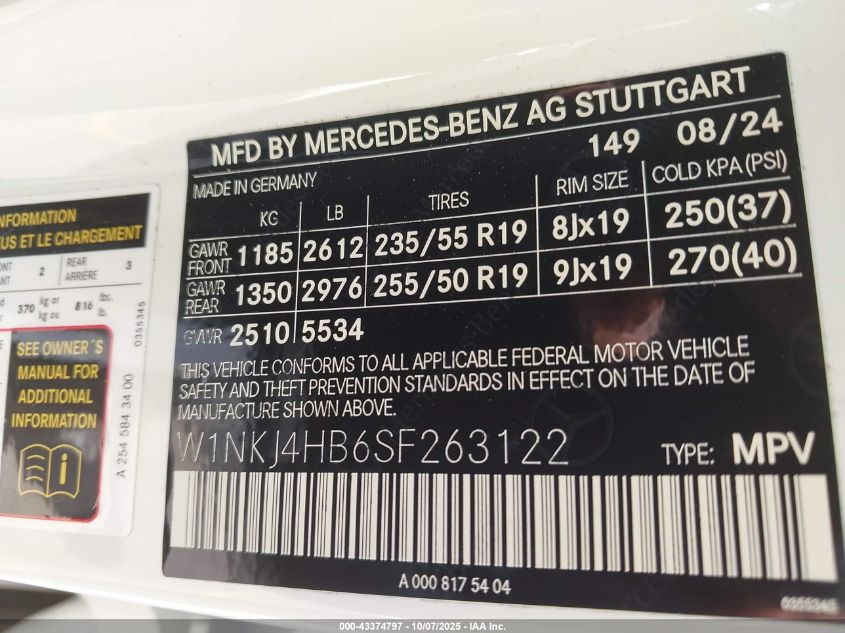 MFD BY MERCEDES-BENZ AG STUTTGART
149 08/24
MADE IN GERMANY
KG LB TIRES RIM SIZE COLD KPA (PSI)
GAWR FRONT 1185 2612 235/55 R19 8Jx19 250(37)
GAWR REAR 1350 2976 255/50 R19 9Jx19 270(40)
GVWR 2510 5534
THIS VEHICLE CONFORMS TO ALL APPLICABLE FEDERAL MOTOR VEHICLE
SAFETY AND THEFT PREVENTION STANDARDS IN EFFECT ON THE DATE OF
MANUFACTURE SHOWN ABOVE.
W1NKJ4HB6SF263122 TYPE: MPV
A 000 817 54 04
0355345
INFORMATION
ET LE CHARGEMENT
2 REAR ARRIÈRE 3
370 kg or kg ou 816 lbs. lb.
SEE OWNER´S
MANUAL FOR
ADDITIONAL
INFORMATION
0355345
A 254 584 34 00
000-43374797 - 10/07/2025 - IAA Inc.